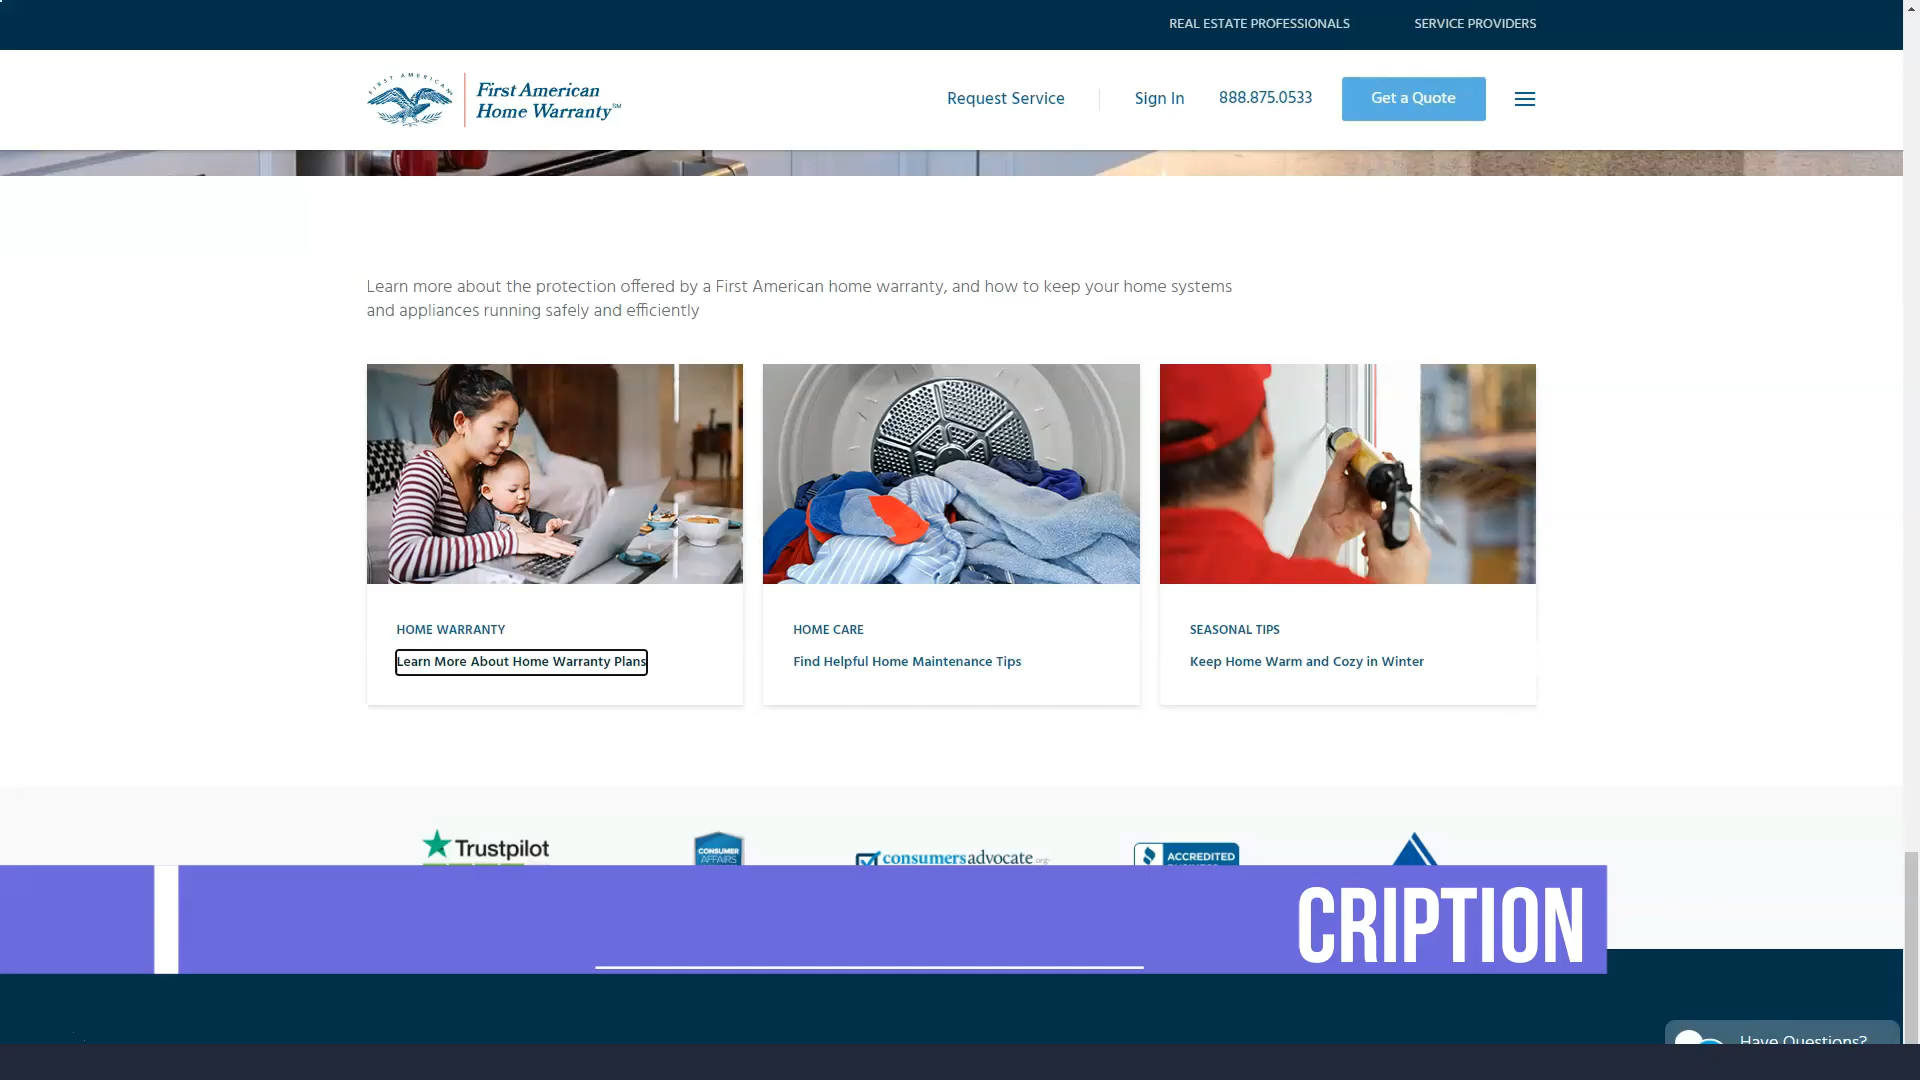 REAL ESTATE PROFESSIONALS
SERVICE PROVIDERS
FIRST AMERICAN
First American
Home Warranty SM
Request Service
Sign In
888.875.0533
Get a Quote
Learn more about the protection offered by a First American home warranty, and how to keep your home systems
and appliances running safely and efficiently
HOME WARRANTY
Learn More About Home Warranty Plans
HOME CARE
Find Helpful Home Maintenance Tips
SEASONAL TIPS
Keep Home Warm and Cozy in Winter
Trustpilot
CONSUMER
AFFAIRS
consumersadvocate.org
ACCREDITED
CRIPTION
Have Questions?